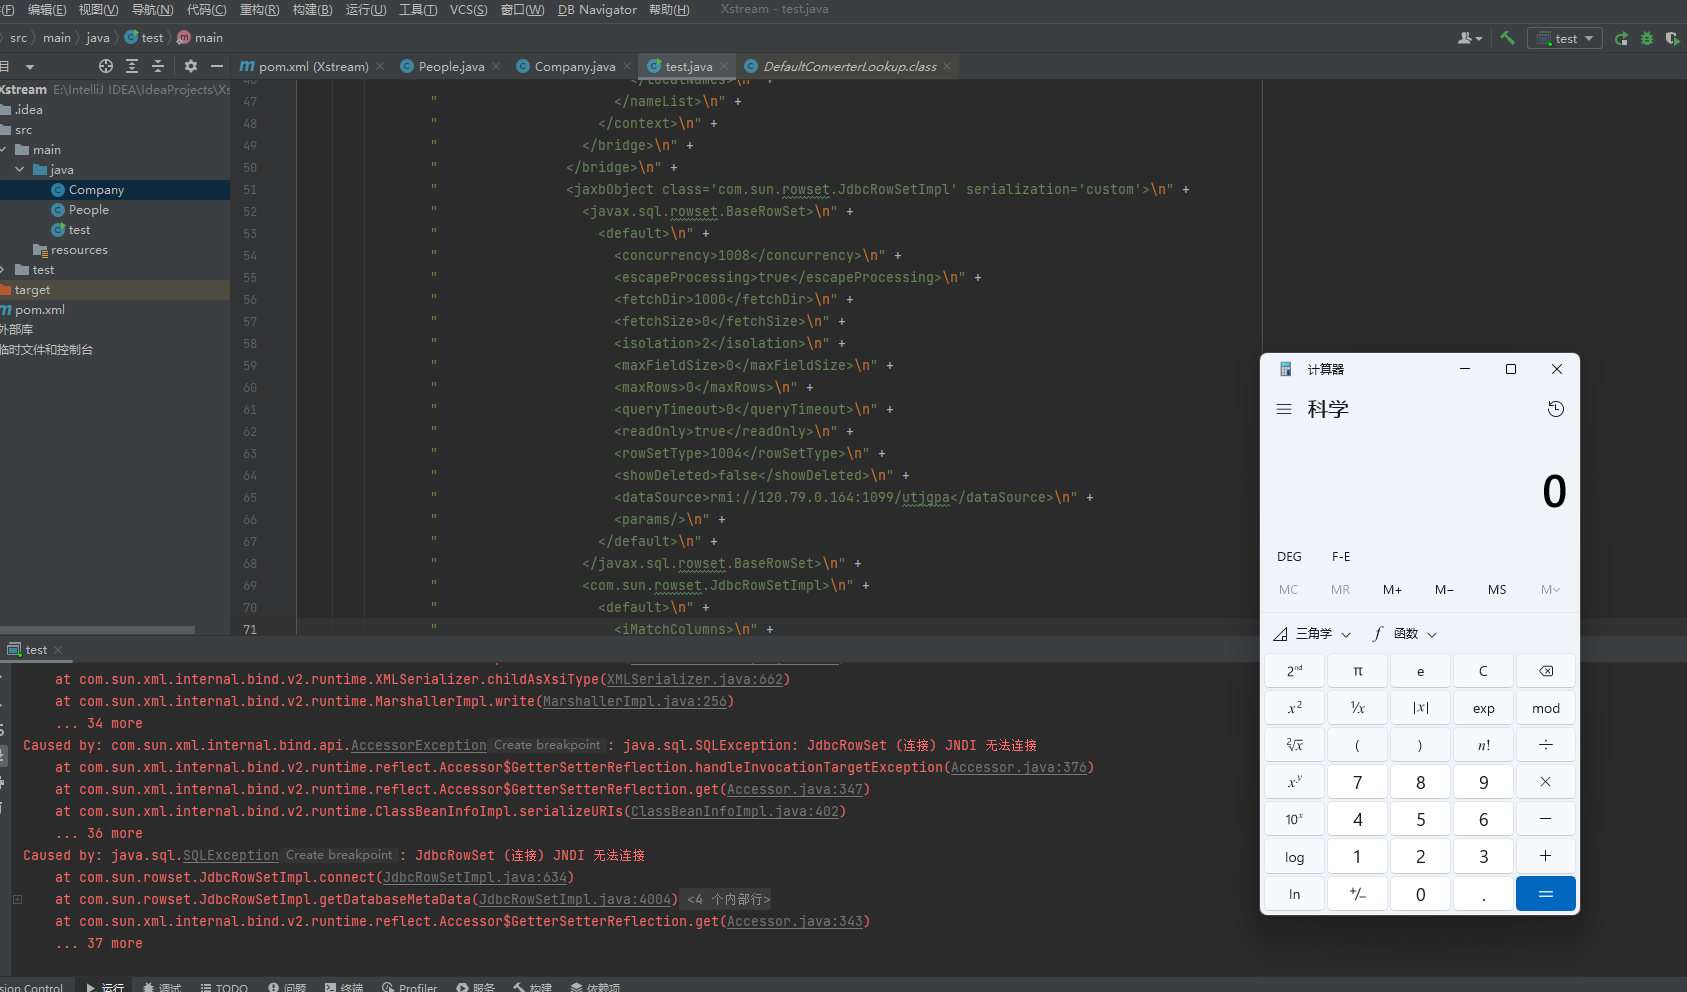 (F) 编辑(E) 视图(V) 导航(N) 代码(C) 重构(R) 构建(B) 运行(U) 工具(T) VCS(S) 窗口(W) DB Navigator 帮助(H) Xstream - test.java
src main java test main
test
目
pom.xml (Xstream) People.java Company.java test.java DefaultConverterLookup.class
Xstream E:\IntelliJ IDEA\IdeaProjects\Xs
.idea
src
main
java
Company
People
test
resources
test
target
pom.xml
外部库
临时文件和控制台
46 </localNames>\n" +
47 " </nameList>\n" +
48 " </context>\n" +
49 " </bridge>\n" +
50 " </bridge>\n" +
51 " <jaxbObject class='com.sun.rowset.JdbcRowSetImpl' serialization='custom'>\n" +
52 " <javax.sql.rowset.BaseRowSet>\n" +
53 " <default>\n" +
54 " <concurrency>1008</concurrency>\n" +
55 " <escapeProcessing>true</escapeProcessing>\n" +
56 " <fetchDir>1000</fetchDir>\n" +
57 " <fetchSize>0</fetchSize>\n" +
58 " <isolation>2</isolation>\n" +
59 " <maxFieldSize>0</maxFieldSize>\n" +
60 " <maxRows>0</maxRows>\n" +
61 " <queryTimeout>0</queryTimeout>\n" +
62 " <readOnly>true</readOnly>\n" +
63 " <rowSetType>1004</rowSetType>\n" +
64 " <showDeleted>false</showDeleted>\n" +
65 " <dataSource>rmi://120.79.0.164:1099/utjgpa</dataSource>\n" +
66 " <params/>\n" +
67 " </default>\n" +
68 " </javax.sql.rowset.BaseRowSet>\n" +
69 " <com.sun.rowset.JdbcRowSetImpl>\n" +
70 " <default>\n" +
71 " <iMatchColumns>\n" +
计算器
科学
0
DEG F-E
MC MR M+ M− MS M
三角学 f 函数
2ⁿᵈ π e C
x² ¹/x |x| exp mod
²√x ( ) n! ÷
xʸ 7 8 9 ×
10ˣ 4 5 6 −
log 1 2 3 +
ln +/− 0 . =
test
at com.sun.xml.internal.bind.v2.runtime.XMLSerializer.childAsXsiType(XMLSerializer.java:662)
at com.sun.xml.internal.bind.v2.runtime.MarshallerImpl.write(MarshallerImpl.java:256)
... 34 more
Caused by: com.sun.xml.internal.bind.api.AccessorException Create breakpoint : java.sql.SQLException: JdbcRowSet (连接) JNDI 无法连接
at com.sun.xml.internal.bind.v2.runtime.reflect.Accessor$GetterSetterReflection.handleInvocationTargetException(Accessor.java:376)
at com.sun.xml.internal.bind.v2.runtime.reflect.Accessor$GetterSetterReflection.get(Accessor.java:347)
at com.sun.xml.internal.bind.v2.runtime.ClassBeanInfoImpl.serializeURIs(ClassBeanInfoImpl.java:402)
... 36 more
Caused by: java.sql.SQLException Create breakpoint : JdbcRowSet (连接) JNDI 无法连接
at com.sun.rowset.JdbcRowSetImpl.connect(JdbcRowSetImpl.java:634)
at com.sun.rowset.JdbcRowSetImpl.getDatabaseMetaData(JdbcRowSetImpl.java:4004) <4 个内部行>
at com.sun.xml.internal.bind.v2.runtime.reflect.Accessor$GetterSetterReflection.get(Accessor.java:343)
... 37 more
sion Control 运行 调试 TODO 问题 终端 Profiler 服务 构建 依赖项